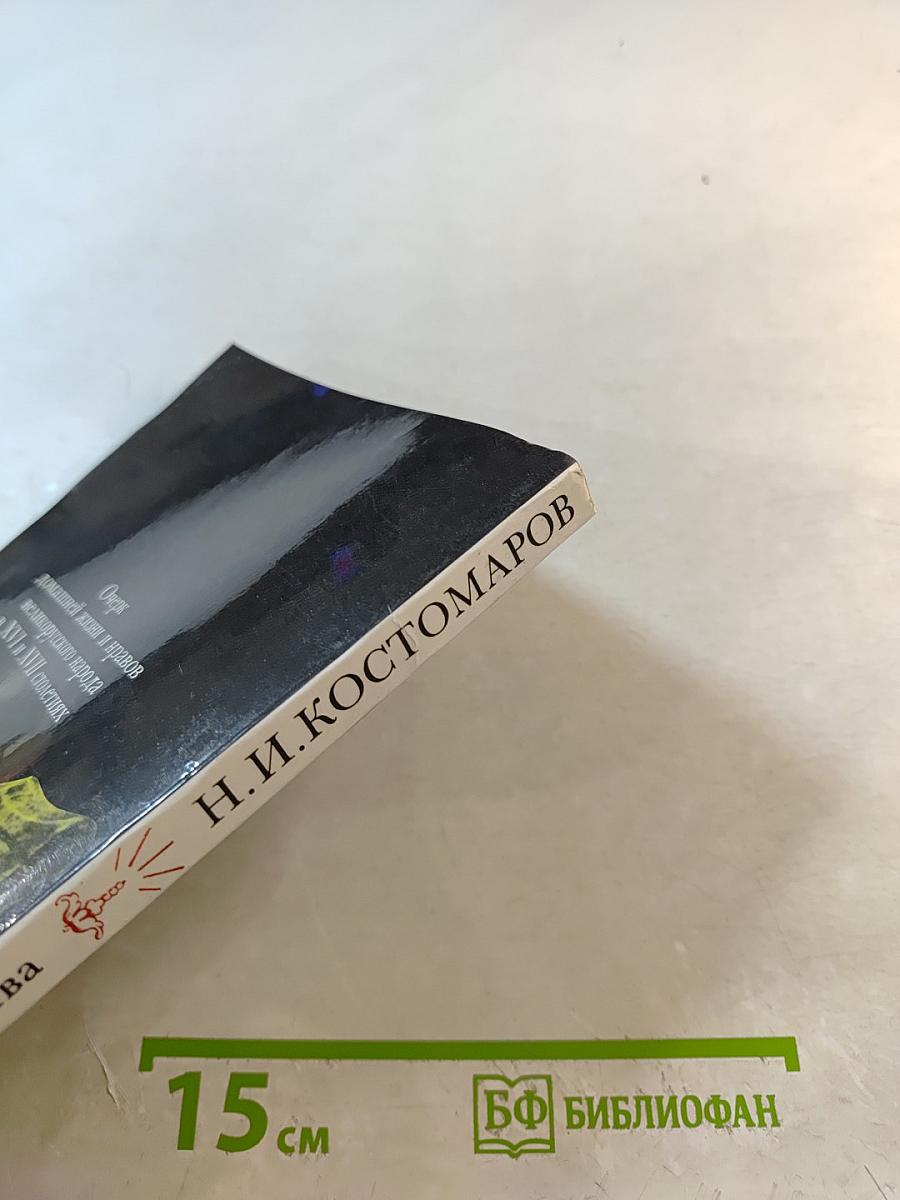 Очерк
домашней жизни и нравов
великорусского народа
в XVI и XVII столетиях
Н.И.КОСТОМАРОВ
15 см
БФ БИБЛИОФАН